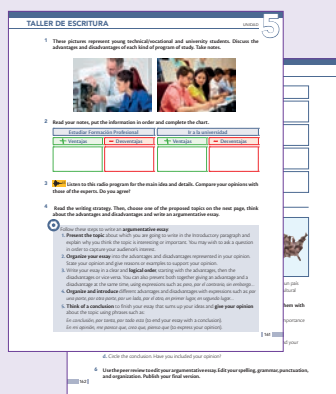 TALLER DE ESCRITURA
UNIDAD 5
1 These pictures represent young technical/vocational and university students. Discuss the
advantages and disadvantages of each kind of program of study. Take notes.
2 Read your notes, put the information in order and complete the chart.
Estudiar Formación Profesional
Ir a la universidad
+ Ventajas
− Desventajas
+ Ventajas
− Desventajas
3 Listen to this radio program for the main idea and details. Compare your opinions with
those of the experts. Do you agree?
4 Read the writing strategy. Then, choose one of the proposed topics on the next page, think
about the advantages and disadvantages and write an argumentative essay.
Follow these steps to write an argumentative essay:
1. Present the topic about which you are going to write in the introductory paragraph and
explain why you think the topic is interesting or important. You may wish to ask a question
in order to capture your audience's interest.
2. Organize your essay into the advantages and disadvantages represented in your opinion.
State your opinion and give reasons or examples to support your opinion.
3. Write your essay in a clear and logical order: starting with the advantages, then the
disadvantages or vice versa. You can also present both together giving an advantage and a
disadvantage at the same time, using expressions such as pero, por el contrario, sin embargo...
4. Organize and introduce different advantages and disadvantages with expressions such as por
una parte, por otra parte, por un lado, por el otro, en primer lugar, en segundo lugar...
5. Think of a conclusion to finish your essay that sums up your ideas and give your opinion
about the topic using phrases such as:
En conclusión, por tanto, por todo esto (to end your essay with a conclusion).
En mi opinión, me parece que, creo que, pienso que (to express your opinion).
141
d. Circle the conclusion. Have you included your opinion?
6 Use the peer review to edit your argumentative essay. Edit your spelling, grammar, punctuation,
and organization. Publish your final version.
142